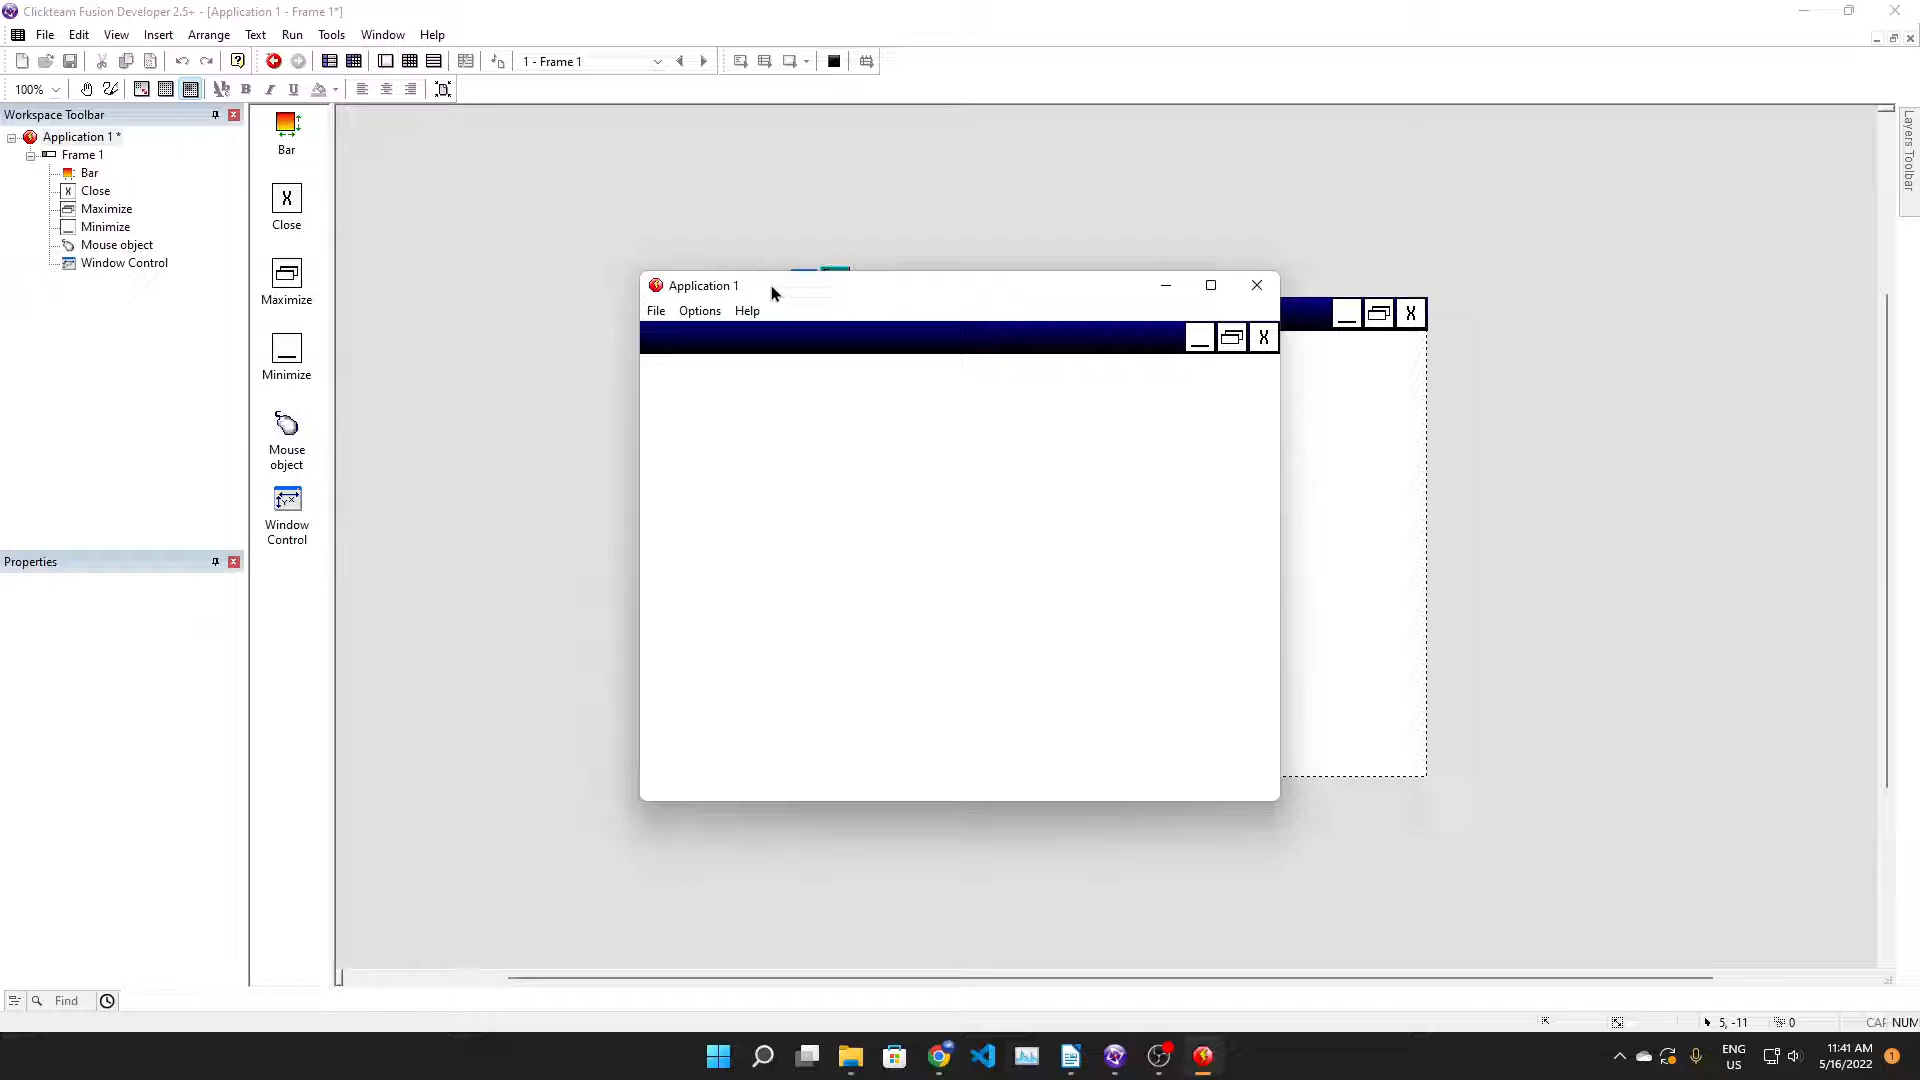 Clickteam Fusion Developer 2.5+ - [Application 1 - Frame 1*]
File Edit View Insert Arrange Text Run Tools Window Help
1 - Frame 1
100%
Workspace Toolbar
Application 1 *
Frame 1
Bar
Close
Maximize
Minimize
Mouse object
Window Control
Properties
Bar
X
Close
Maximize
Minimize
Mouse
object
Window
Control
Application 1
File Options Help
X
X
Layers Toolbar
Find
5, -11
0
CAP NUM
ENG
US
11:41 AM
5/16/2022
1